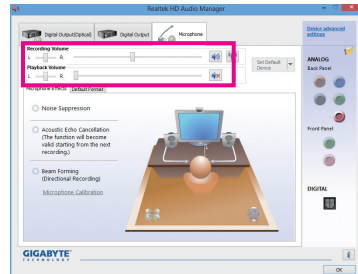 Realtek HD Audio Manager
Digital Output(Optical)
Digital Output
Microphone
Device advanced
settings
Recording Volume
L
R
Set Default
Device
ANALOG
Back Panel
Playback Volume
L
R
Microphone Effects
Default Format
Noise Suppression
Acoustic Echo Cancellation
(The function will become
valid starting from the next
recording.)
Front Panel
Beam Forming
(Directional Recording)
Microphone Calibration
DIGITAL
GIGABYTE
TECHNOLOGY
i
OK